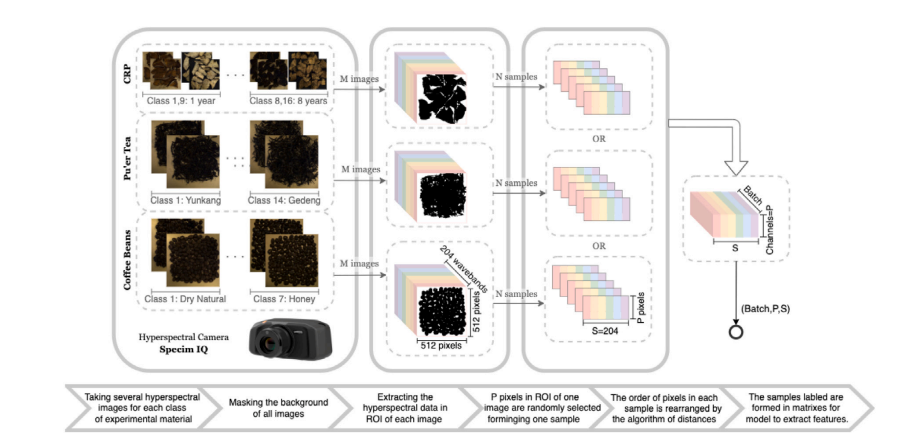 CRP
Class 1,9: 1 year
Class 8,16: 8 years
Pu'er Tea
Class 1: Yunkang
Class 14: Gedeng
Coffee Beans
Class 1: Dry Natural
Class 7: Honey
Hyperspectral Camera
Specim IQ
M images
M images
M images
204 wavebands
512 pixels
512 pixels
N samples
N samples
N samples
OR
OR
P pixels
S=204
Batch
Channels=P
S
(Batch,P,S)
Taking several hyperspectral
images for each class
of experimental material
Masking the background
of all images
Extracting the
hyperspectral data in
ROI of each image
P pixels in ROI of one
image are randomly selected
forminging one sample
The order of pixels in each
sample is rearranged by
the algorithm of distances
The samples labled are
formed in matrixes for
model to extract features.